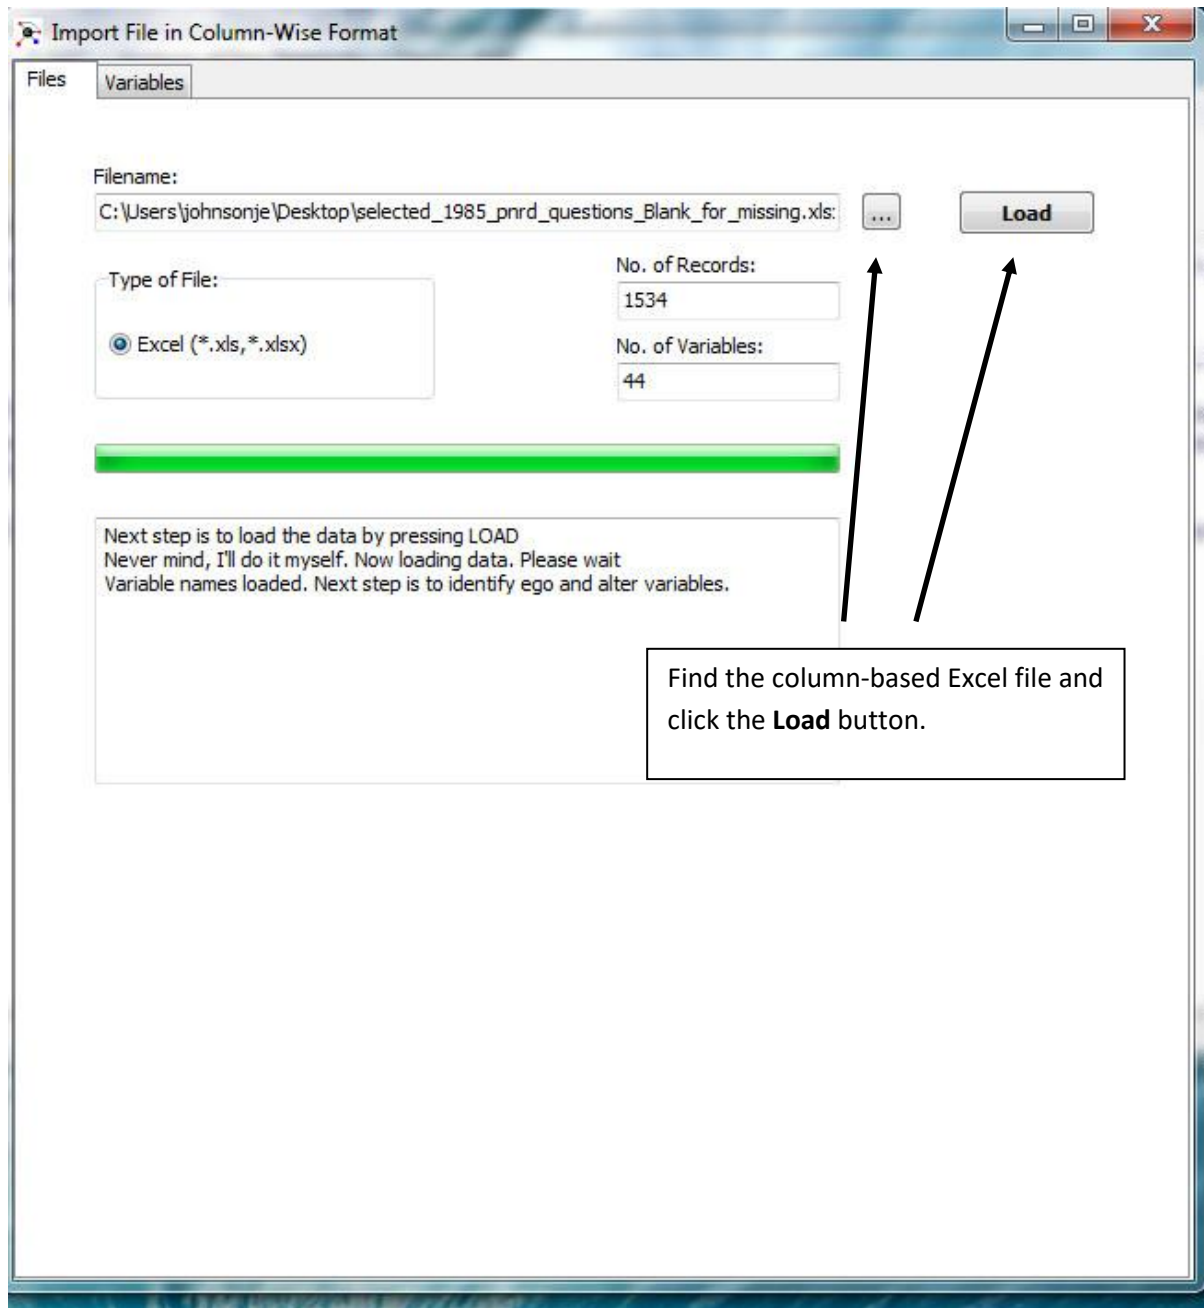 Import File in Column-Wise Format
Files
Variables
Filename:
C:\Users\johnsonje\Desktop\selected_1985_pnrd_questions_Blank_for_missing.xls:
...
Load
Type of File:
Excel (*.xls,*.xlsx)
No. of Records:
1534
No. of Variables:
44
Next step is to load the data by pressing LOAD
Never mind, I'll do it myself. Now loading data. Please wait
Variable names loaded. Next step is to identify ego and alter variables.
Find the column-based Excel file and
click the Load button.